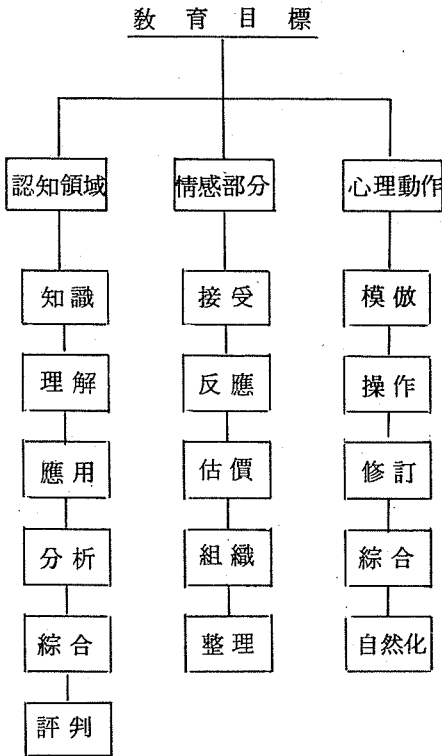 教育目標
認知領域 情感部分 心理動作
知識 接受 模倣
理解 反應 操作
應用 估價 修訂
分析 組織 綜合
綜合 整理 自然化
評判